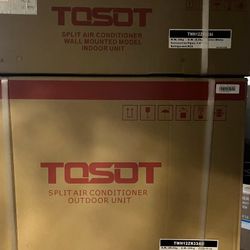 TOSOT
SPLIT AIR CONDITIONER
WALL MOUNTED MODEL
INDOOR UNIT
TOSOT
SPLIT AIR CONDITIONER
OUTDOOR UNIT